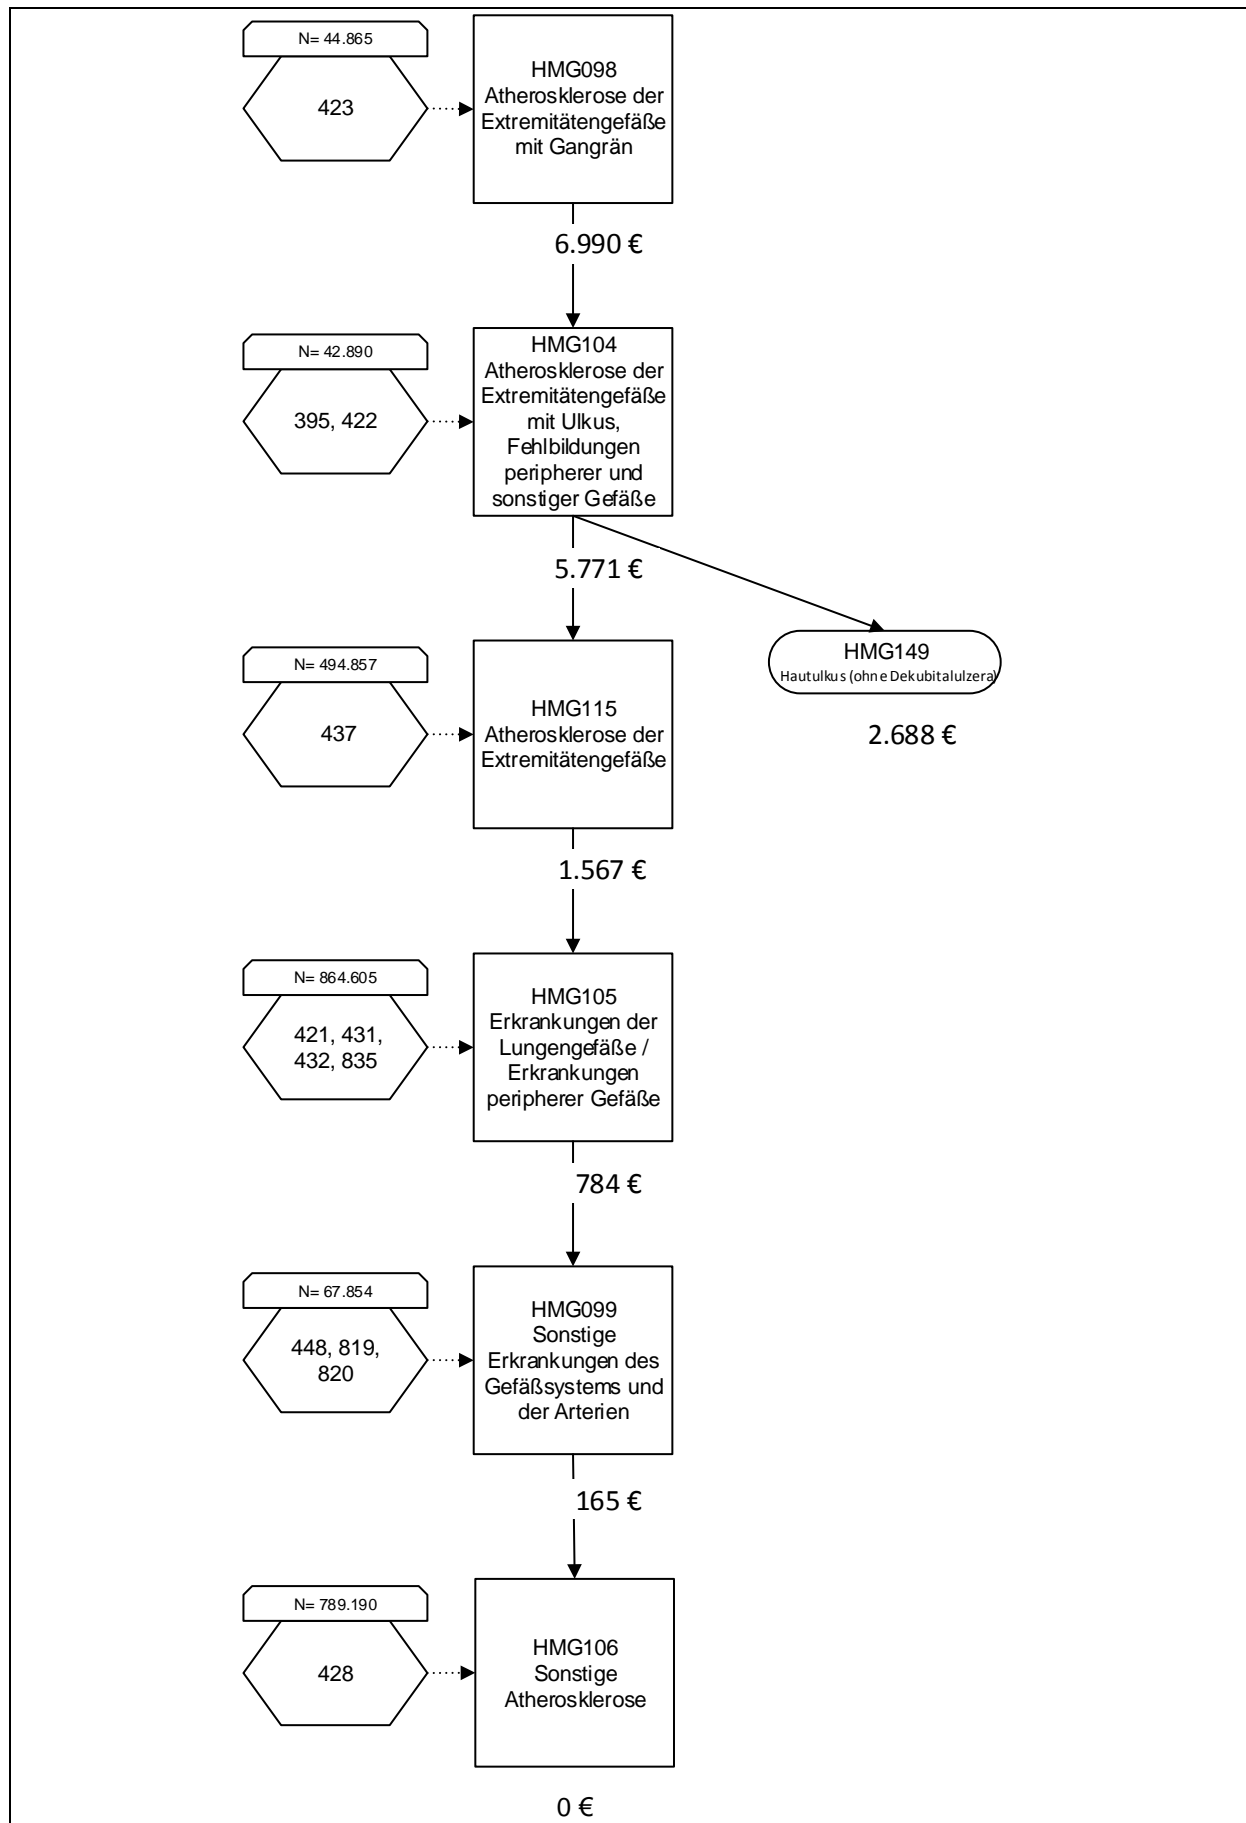 N= 44.865
423
HMG098
Atherosklerose der
Extremitätengefäße
mit Gangrän
6.990 €
N= 42.890
395, 422
HMG104
Atherosklerose der
Extremitätengefäße
mit Ulkus,
Fehlbildungen
peripherer und
sonstiger Gefäße
5.771 €
HMG149
Hautulkus (ohne Dekubitalulzera)
2.688 €
N= 494.857
437
HMG115
Atherosklerose der
Extremitätengefäße
1.567 €
N= 864.605
421, 431,
432, 835
HMG105
Erkrankungen der
Lungengefäße /
Erkrankungen
peripherer Gefäße
784 €
N= 67.854
448, 819,
820
HMG099
Sonstige
Erkrankungen des
Gefäßsystems und
der Arterien
165 €
N= 789.190
428
HMG106
Sonstige
Atherosklerose
0 €